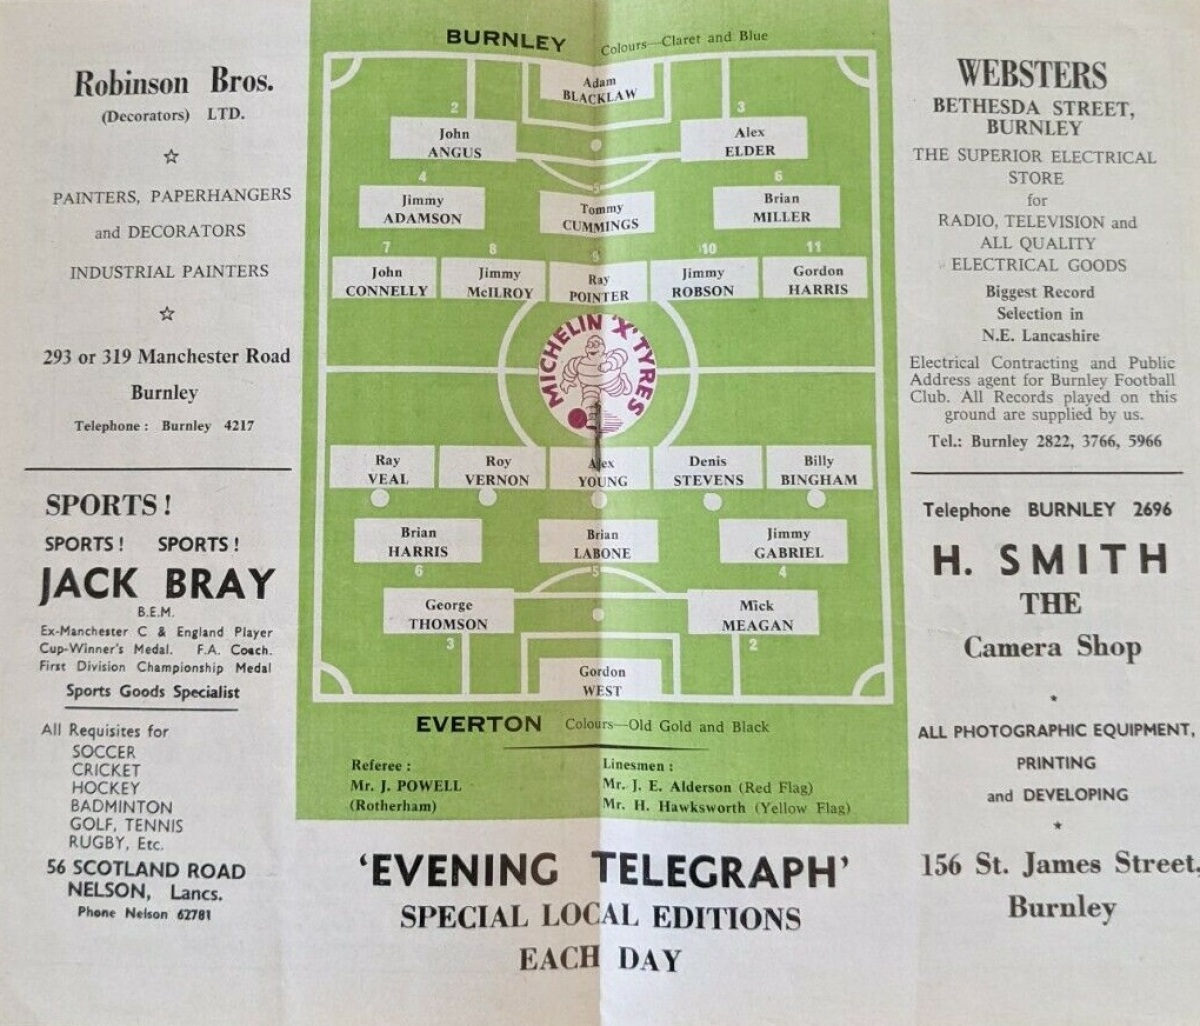 Robinson Bros.
(Decorators) LTD.
PAINTERS, PAPERHANGERS
and DECORATORS
INDUSTRIAL PAINTERS
293 or 319 Manchester Road
Burnley
Telephone : Burnley 4217
SPORTS !
SPORTS ! SPORTS !
JACK BRAY
B.E.M.
Ex-Manchester C & England Player
Cup-Winner's Medal. F.A. Coach.
First Division Championship Medal
Sports Goods Specialist
All Requisites for
SOCCER
CRICKET
HOCKEY
BADMINTON
GOLF, TENNIS
RUGBY, Etc.
56 SCOTLAND ROAD
NELSON, Lancs.
Phone Nelson 62781
BURNLEY Colours—Claret and Blue
Adam
BLACKLAW
2 3
John Alex
ANGUS ELDER
4 5 6
Jimmy Tommy Brian
ADAMSON CUMMINGS MILLER
7 8 9 10 11
John Jimmy Ray Jimmy Gordon
CONNELLY McILROY POINTER ROBSON HARRIS
MICHELIN 'X' TYRES
Ray Roy Alex Denis Billy
VEAL VERNON YOUNG STEVENS BINGHAM
Brian Brian Jimmy
HARRIS LABONE GABRIEL
6 5 4
George Mick
THOMSON MEAGAN
3 2
Gordon
WEST
EVERTON Colours—Old Gold and Black
Referee :
Mr. J. POWELL
(Rotherham)
Linesmen :
Mr. J. E. Alderson (Red Flag)
Mr. H. Hawksworth (Yellow Flag)
'EVENING TELEGRAPH'
SPECIAL LOCAL EDITIONS
EACH DAY
WEBSTERS
BETHESDA STREET,
BURNLEY
THE SUPERIOR ELECTRICAL
STORE
for
RADIO, TELEVISION and
ALL QUALITY
ELECTRICAL GOODS
Biggest Record
Selection in
N.E. Lancashire
Electrical Contracting and Public
Address agent for Burnley Football
Club. All Records played on this
ground are supplied by us.
Tel.: Burnley 2822, 3766, 5966
Telephone BURNLEY 2696
H. SMITH
THE
Camera Shop
ALL PHOTOGRAPHIC EQUIPMENT,
PRINTING
and DEVELOPING
156 St. James Street,
Burnley